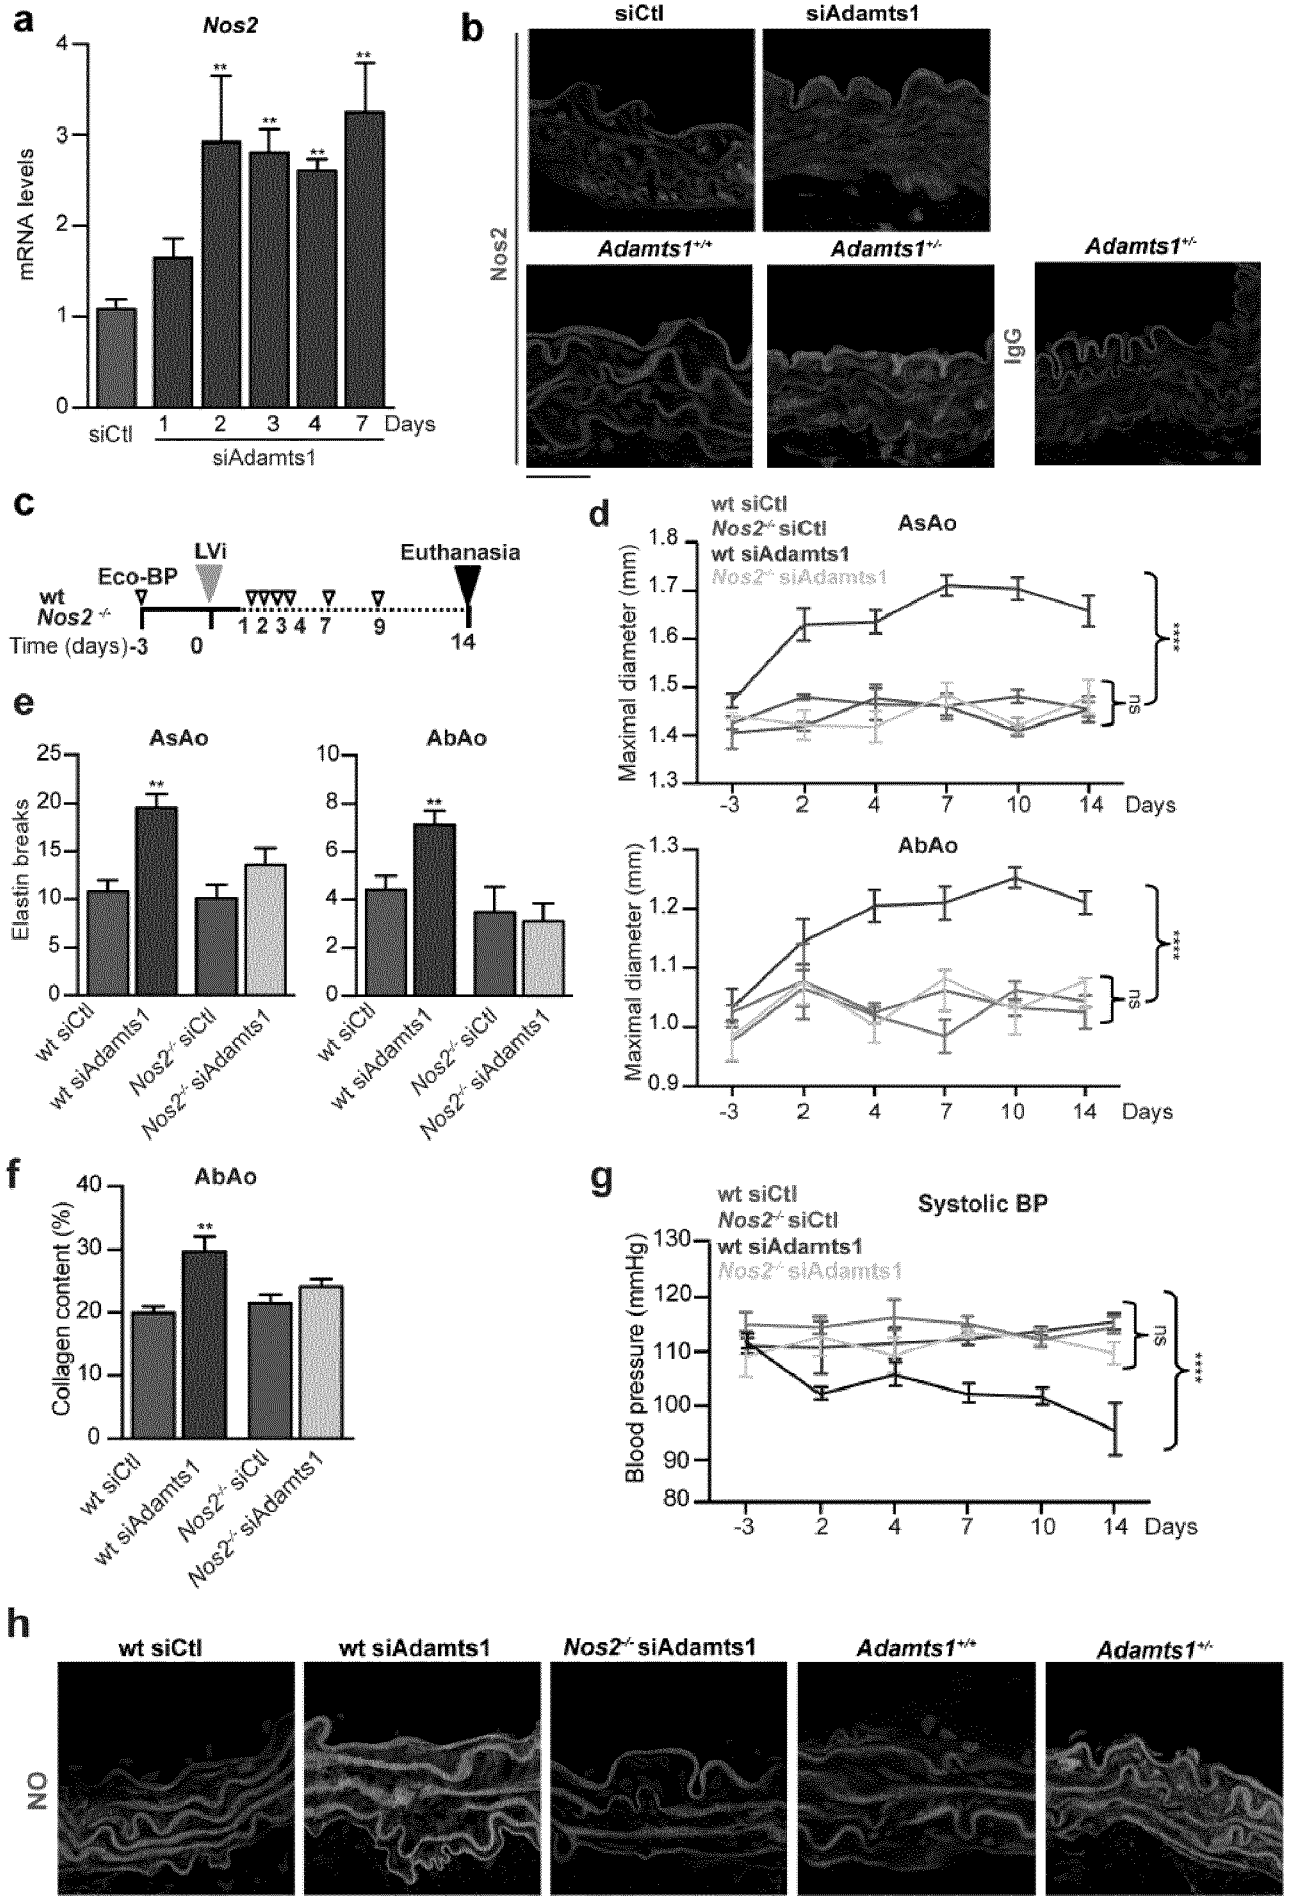 a
Nos2
4
3
2
1
0
mRNA levels
**
**
**
**
siCtl
1 2 3 4 7 Days
siAdamts1
b
siCtl siAdamts1
Nos2
Adamts1+/+ Adamts1+/- Adamts1+/-
IgG
c
LVi Euthanasia
Eco-BP
wt
Nos2 -/-
1 2 3 4 7 9
Time (days) -3 0 14
d
wt siCtl
Nos2-/- siCtl
wt siAdamts1
Nos2-/- siAdamts1
AsAo
1.8
1.7
1.6
1.5
1.4
1.3
Maximal diameter (mm)
****
ns
-3 2 4 7 10 14 Days
AbAo
1.3
1.2
1.1
1.0
0.9
Maximal diameter (mm)
****
ns
-3 2 4 7 10 14 Days
e
AsAo
25
20
15
10
5
0
Elastin breaks
**
wt siCtl
wt siAdamts1
Nos2-/- siCtl
Nos2-/- siAdamts1
AbAo
10
8
6
4
2
0
**
wt siCtl
wt siAdamts1
Nos2-/- siCtl
Nos2-/- siAdamts1
f
AbAo
40
30
20
10
0
Collagen content (%)
**
wt siCtl
wt siAdamts1
Nos2-/- siCtl
Nos2-/- siAdamts1
g
wt siCtl
Nos2-/- siCtl
wt siAdamts1
Nos2-/- siAdamts1
Systolic BP
130
120
110
100
90
80
Blood pressure (mmHg)
ns
****
-3 2 4 7 10 14 Days
h
wt siCtl wt siAdamts1 Nos2-/- siAdamts1 Adamts1+/+ Adamts1+/-
NO